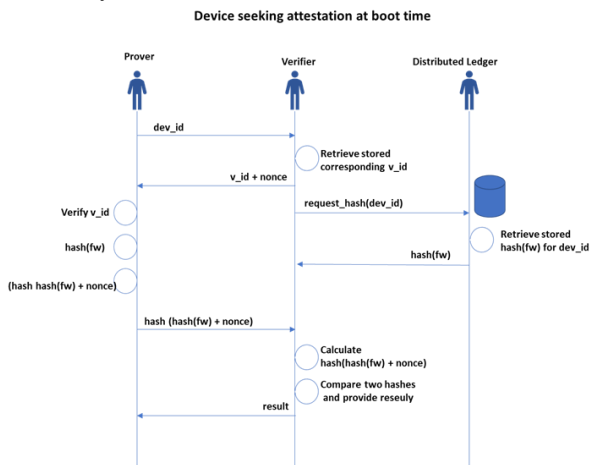 Device seeking attestation at boot time
Prover
Verifier
Distributed Ledger
dev_id
Retrieve stored
corresponding v_id
v_id + nonce
request_hash(dev_id)
Verify v_id
Retrieve stored
hash(fw) for dev_id
hash(fw)
hash(fw)
(hash hash(fw) + nonce)
hash (hash(fw) + nonce)
Calculate
hash(hash(fw) + nonce)
Compare two hashes
and provide reseuly
result